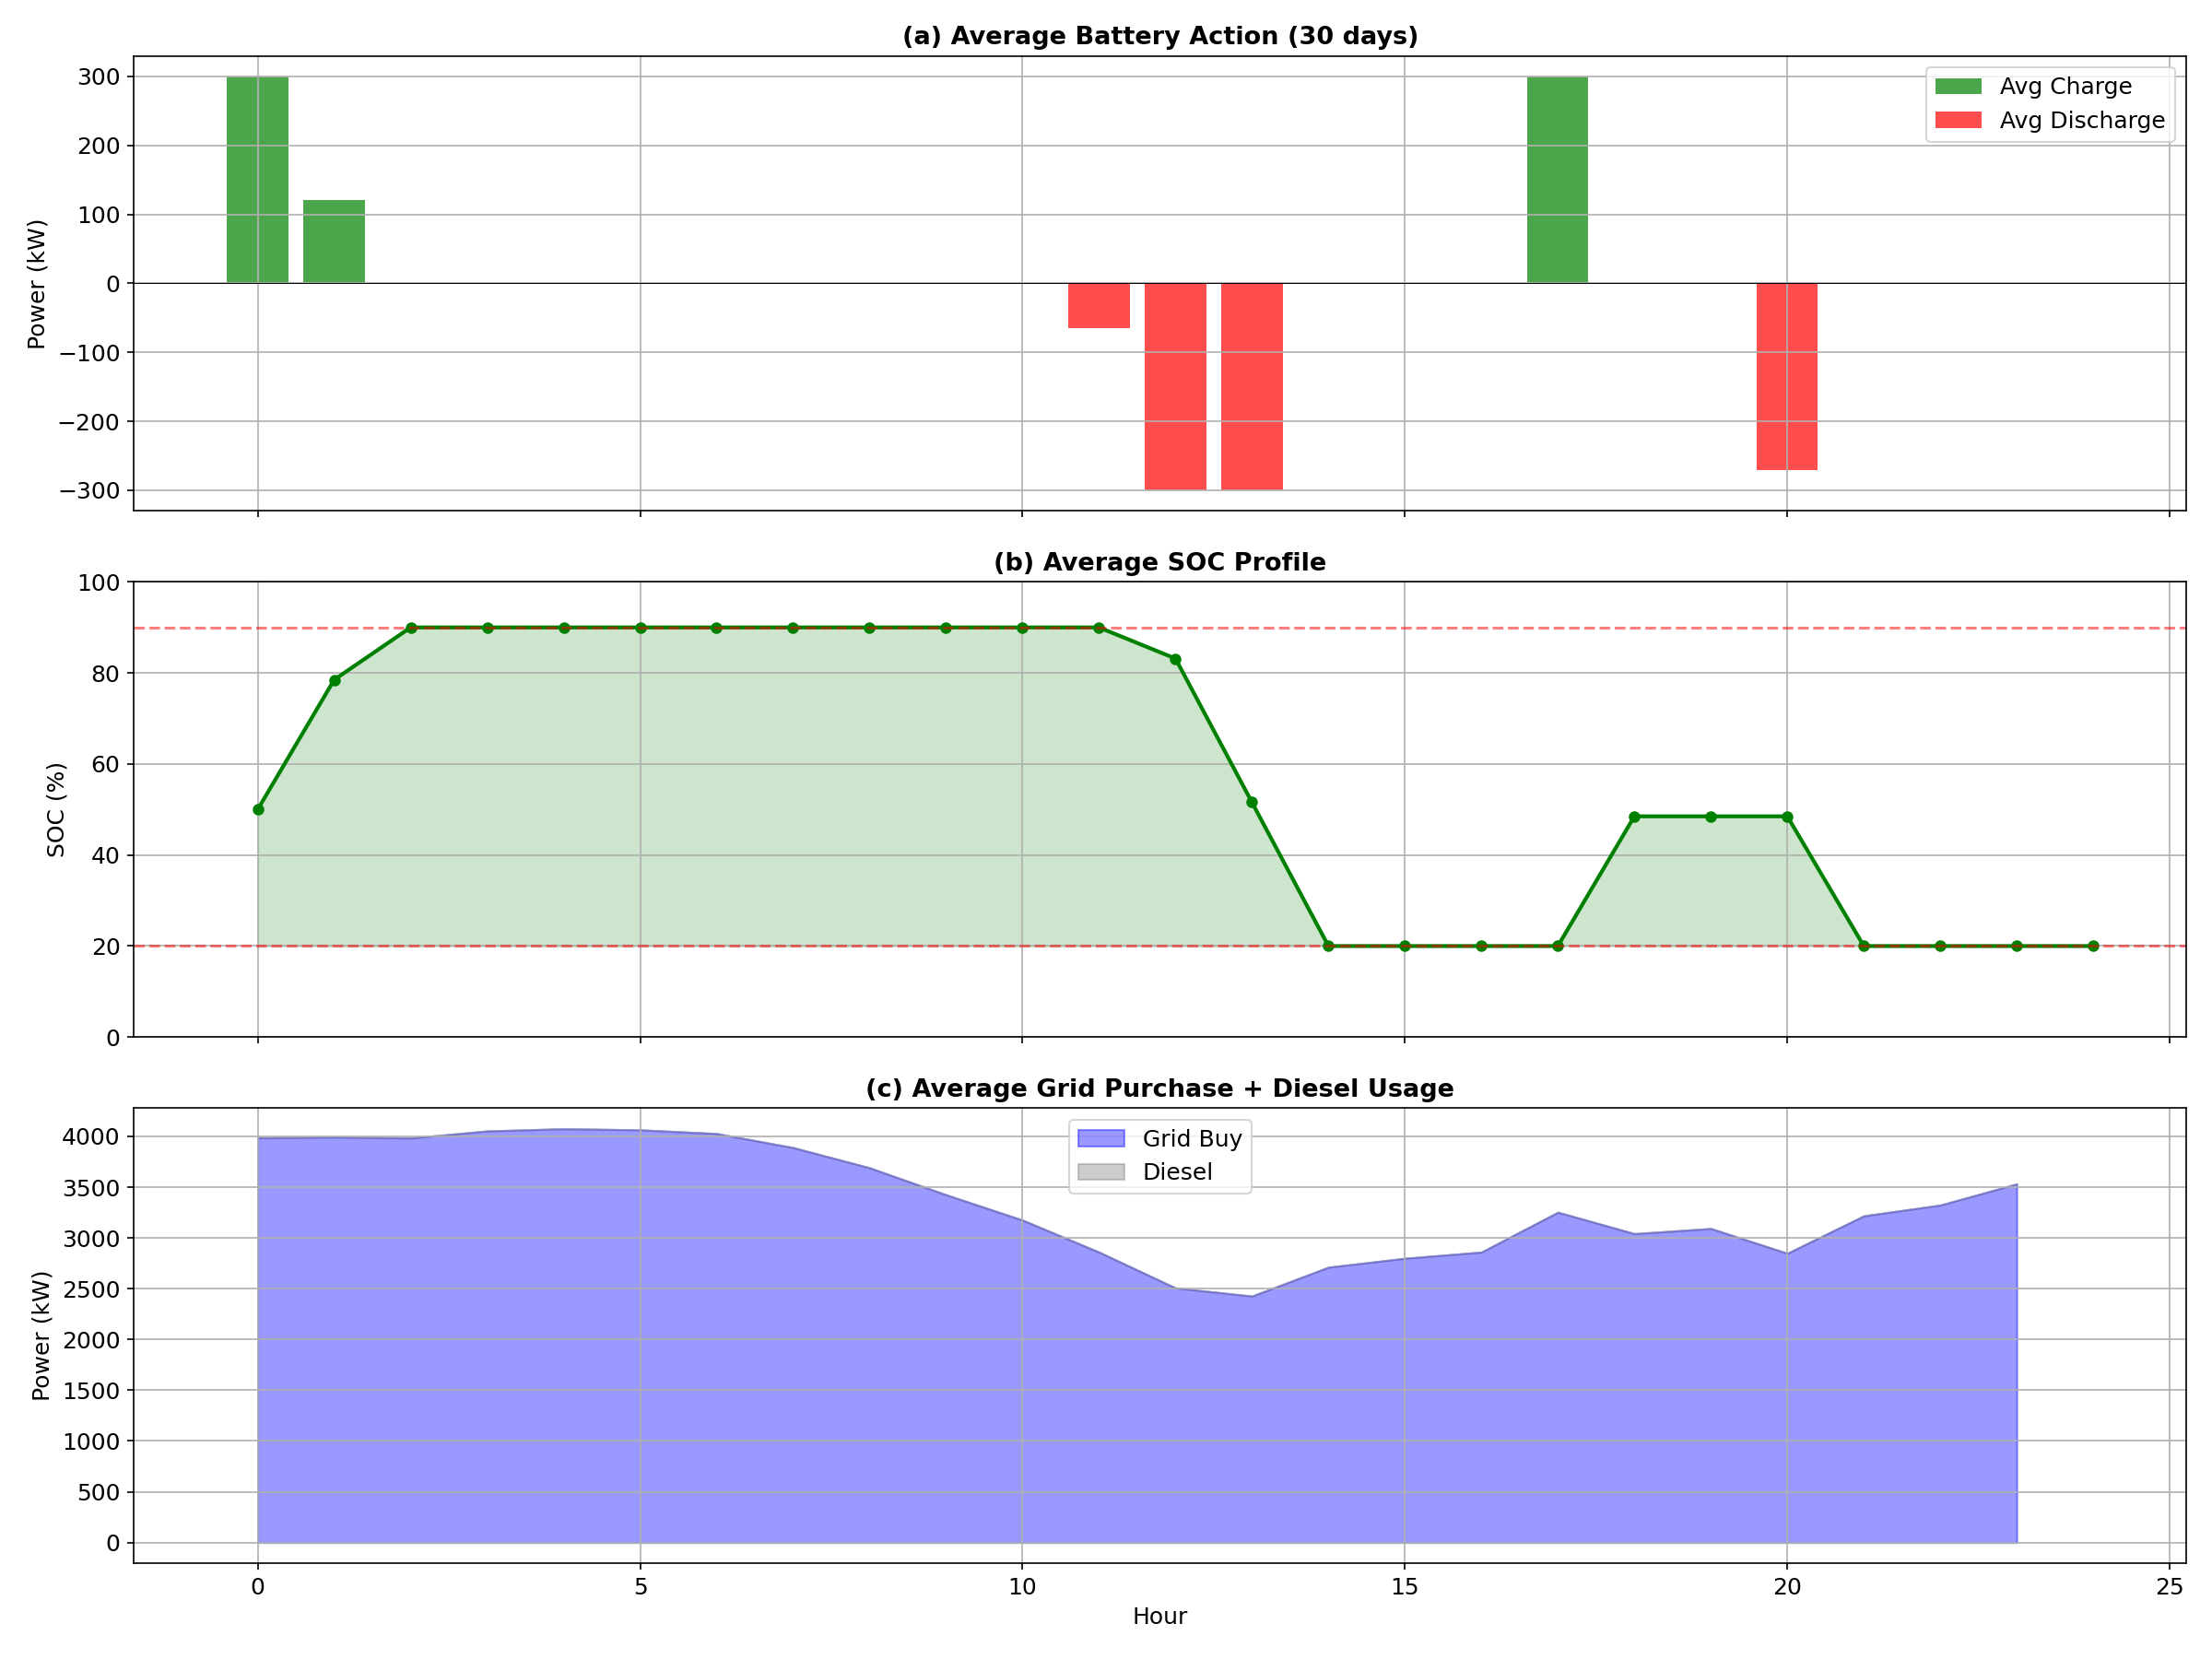 (a) Average Battery Action (30 days)
300
200
100
0
−100
−200
−300
Power (kW)
Avg Charge
Avg Discharge
(b) Average SOC Profile
100
80
60
40
20
0
SOC (%)
(c) Average Grid Purchase + Diesel Usage
4000
3500
3000
2500
2000
1500
1000
500
0
Power (kW)
Grid Buy
Diesel
0 5 10 15 20 25
Hour